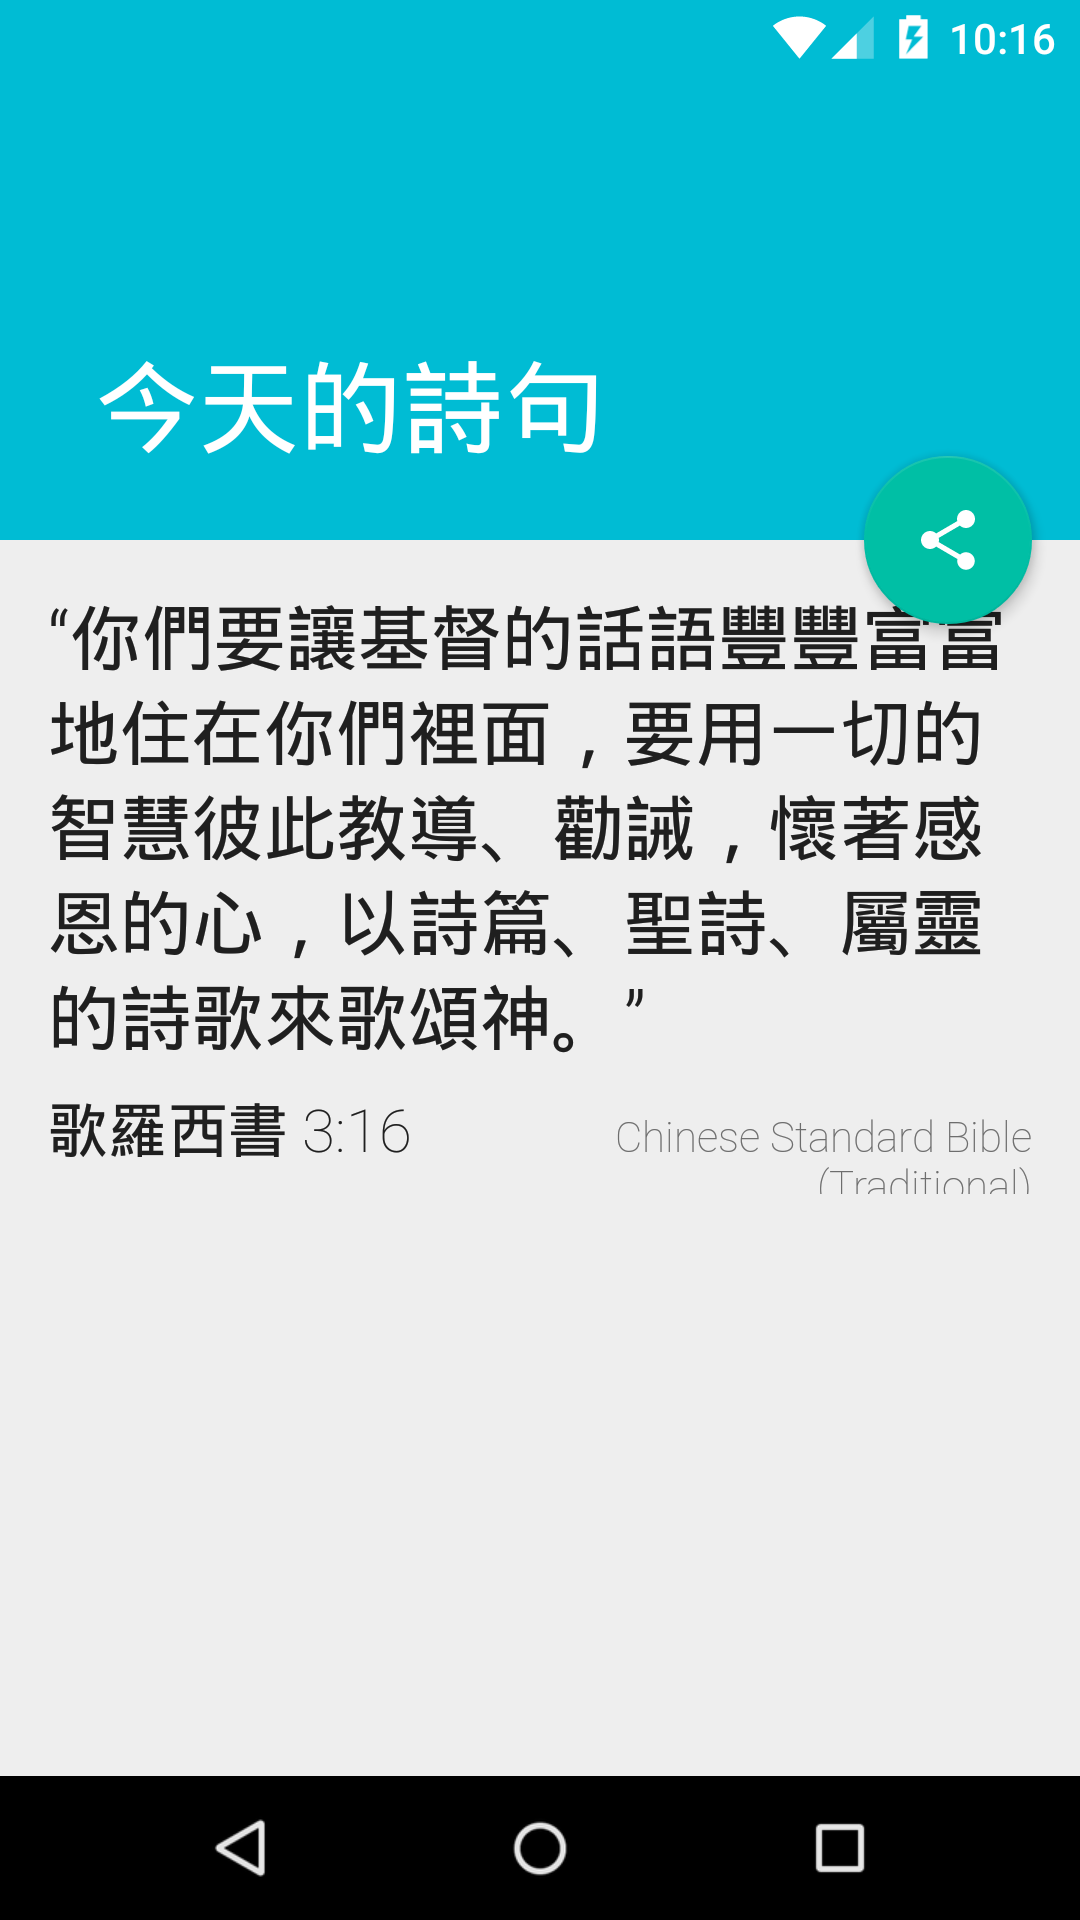 10:16
今天的詩句
“你們要讓基督的話語豐豐富富
地住在你們裡面，要用一切的
智慧彼此教導、勸誡，懷著感
恩的心，以詩篇、聖詩、屬靈
的詩歌來歌頌神。”
歌羅西書 3:16
Chinese Standard Bible
(Traditional)